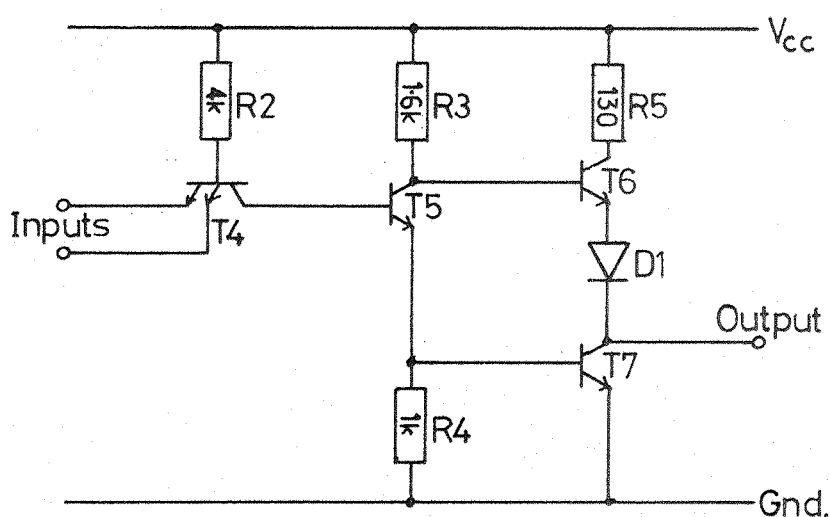 Vcc
4k
R2
1·6k
R3
130
R5
T6
T5
Inputs
T4
D1
Output
T7
1k
R4
Gnd.